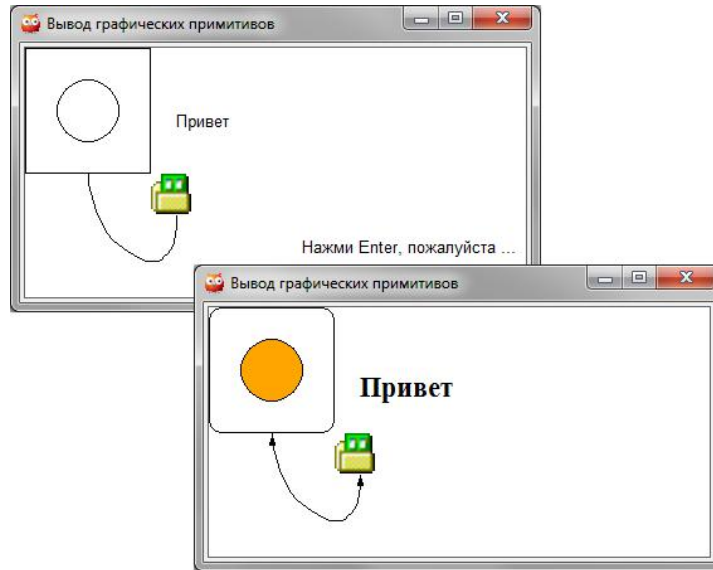 Вывод графических примитивов
Привет
Нажми Enter, пожалуйста ...
Вывод графических примитивов
Привет